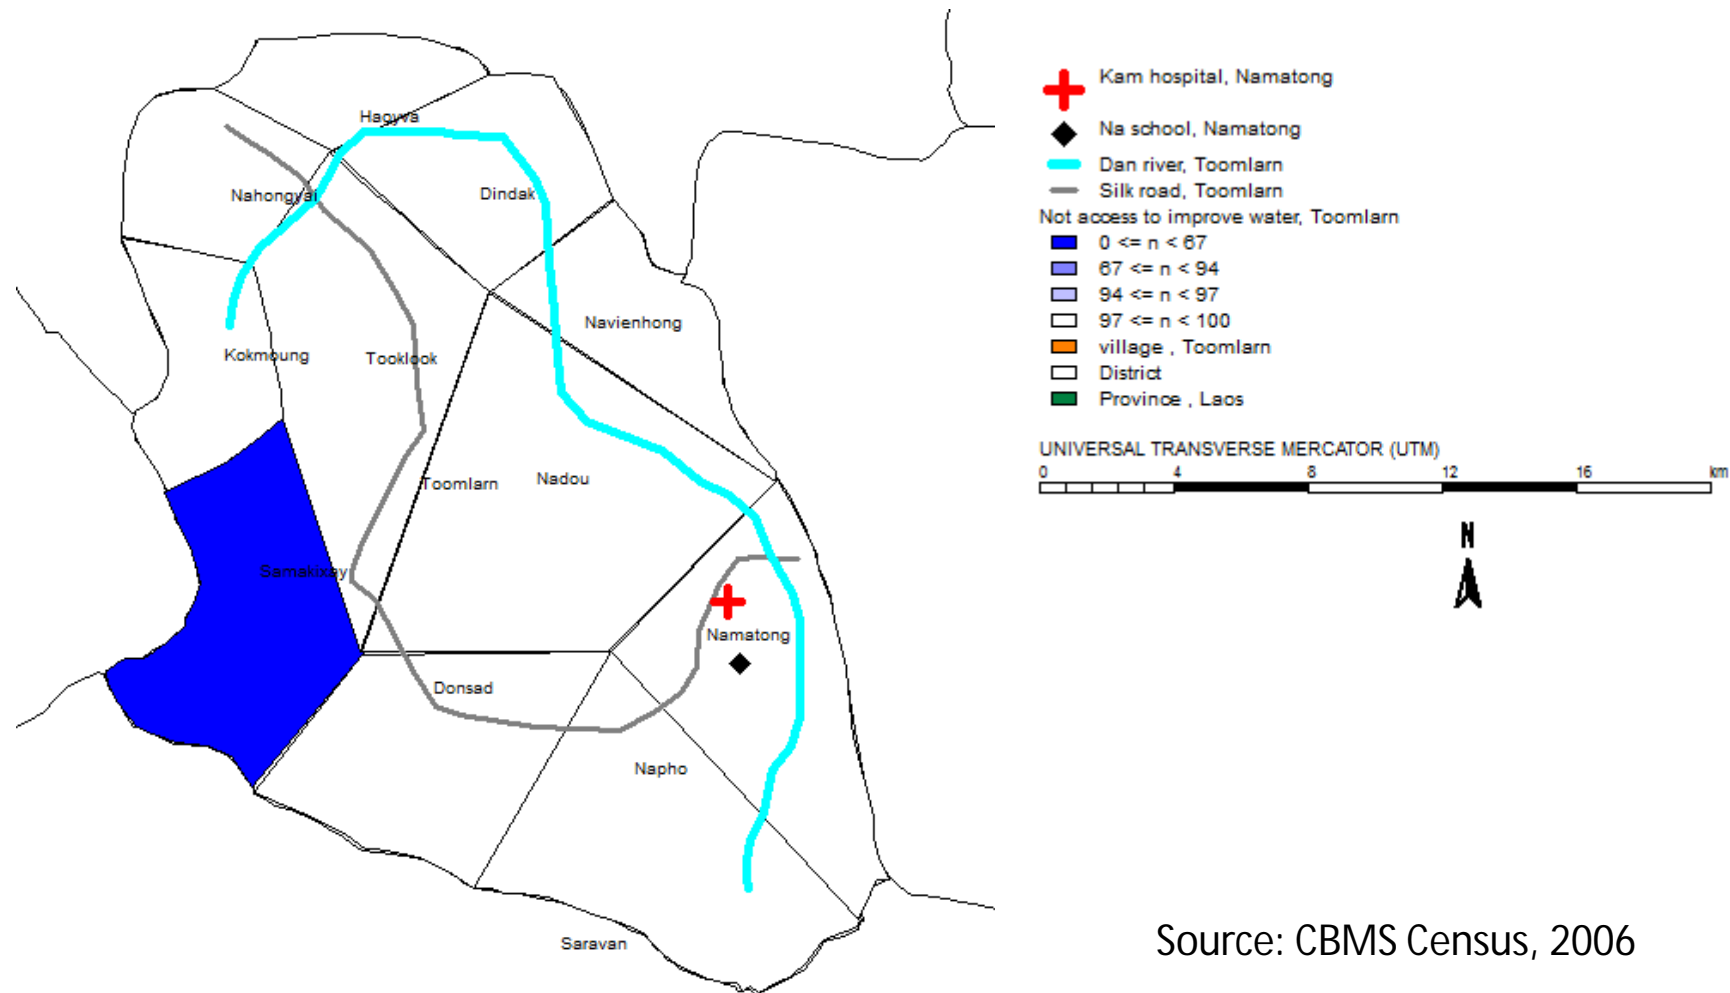 Kam hospital, Namatong
Na school, Namatong
Dan river, Toomlarn
Silk road, Toomlarn
Not access to improve water, Toomlarn
0 <= n < 67
67 <= n < 94
94 <= n < 97
97 <= n < 100
village , Toomlarn
District
Province , Laos
UNIVERSAL TRANSVERSE MERCATOR (UTM)
0 4 8 12 16 km
N
Haoyva
Nahongyai
Dindak
Navienhong
Kokmoung
Tooklook
Toomlarn
Nadou
Samakixay
Namatong
Donsad
Napho
Saravan
Source: CBMS Census, 2006